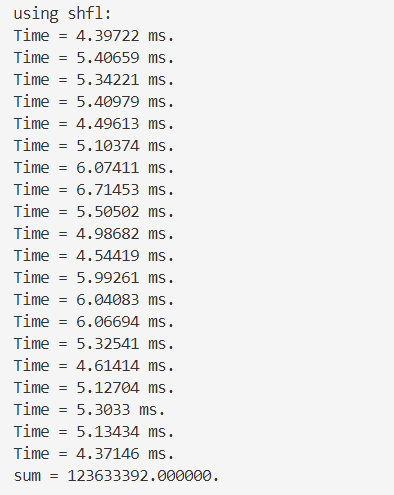 using shfl:
Time = 4.39722 ms.
Time = 5.40659 ms.
Time = 5.34221 ms.
Time = 5.40979 ms.
Time = 4.49613 ms.
Time = 5.10374 ms.
Time = 6.07411 ms.
Time = 6.71453 ms.
Time = 5.50502 ms.
Time = 4.98682 ms.
Time = 4.54419 ms.
Time = 5.99261 ms.
Time = 6.04083 ms.
Time = 6.06694 ms.
Time = 5.32541 ms.
Time = 4.61414 ms.
Time = 5.12704 ms.
Time = 5.3033 ms.
Time = 5.13434 ms.
Time = 4.37146 ms.
sum = 123633392.000000.